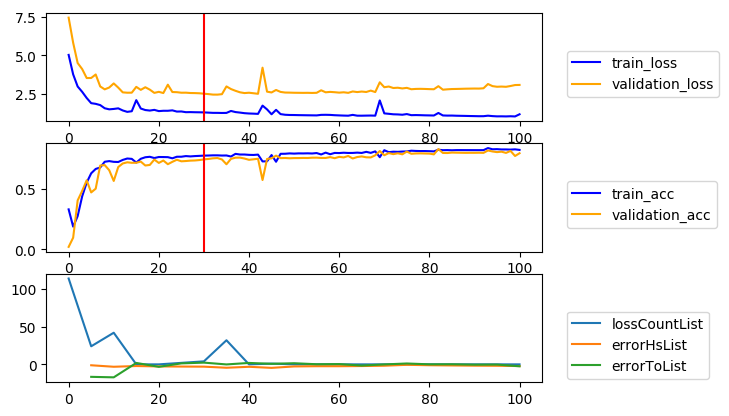 7.5
5.0
2.5
0 20 40 60 80 100
train_loss
validation_loss
0.5
0.0
0 20 40 60 80 100
train_acc
validation_acc
100
50
0
0 20 40 60 80 100
lossCountList
errorHsList
errorToList